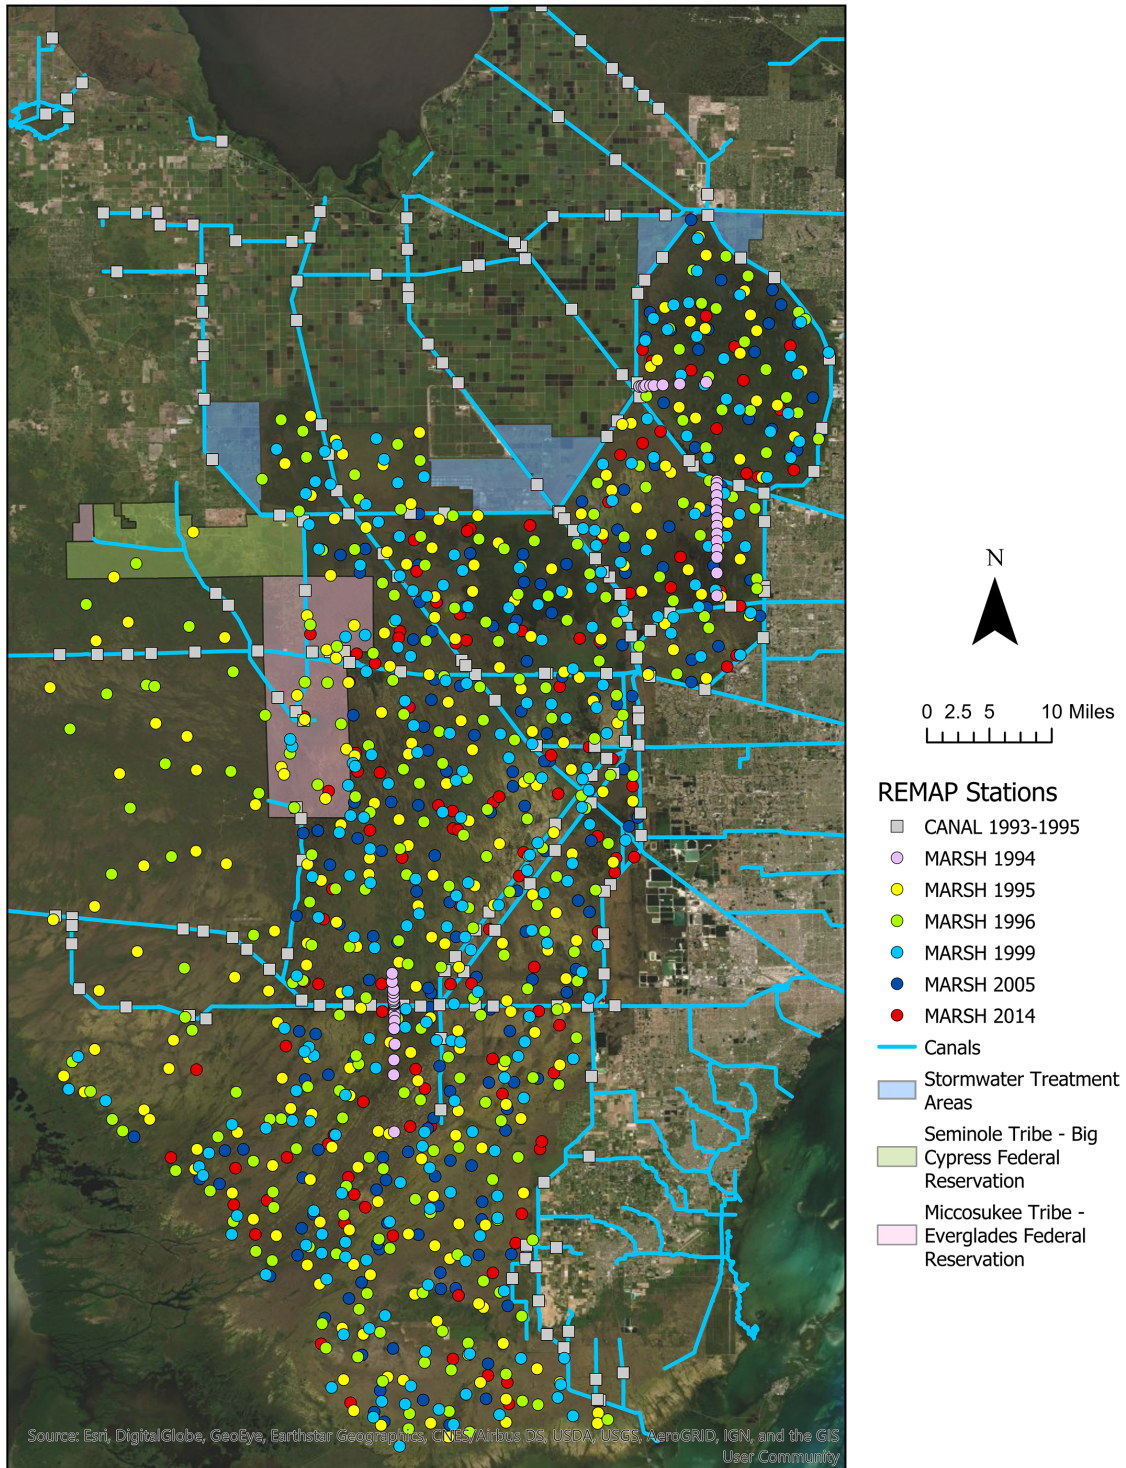 N
0 2.5 5 10 Miles
REMAP Stations
CANAL 1993-1995
MARSH 1994
MARSH 1995
MARSH 1996
MARSH 1999
MARSH 2005
MARSH 2014
Canals
Stormwater Treatment
Areas
Seminole Tribe - Big
Cypress Federal
Reservation
Miccosukee Tribe -
Everglades Federal
Reservation
Source: Esri, DigitalGlobe, GeoEye, Earthstar Geographics, CNES/Airbus DS, USDA, USGS, AeroGRID, IGN, and the GIS
User Community